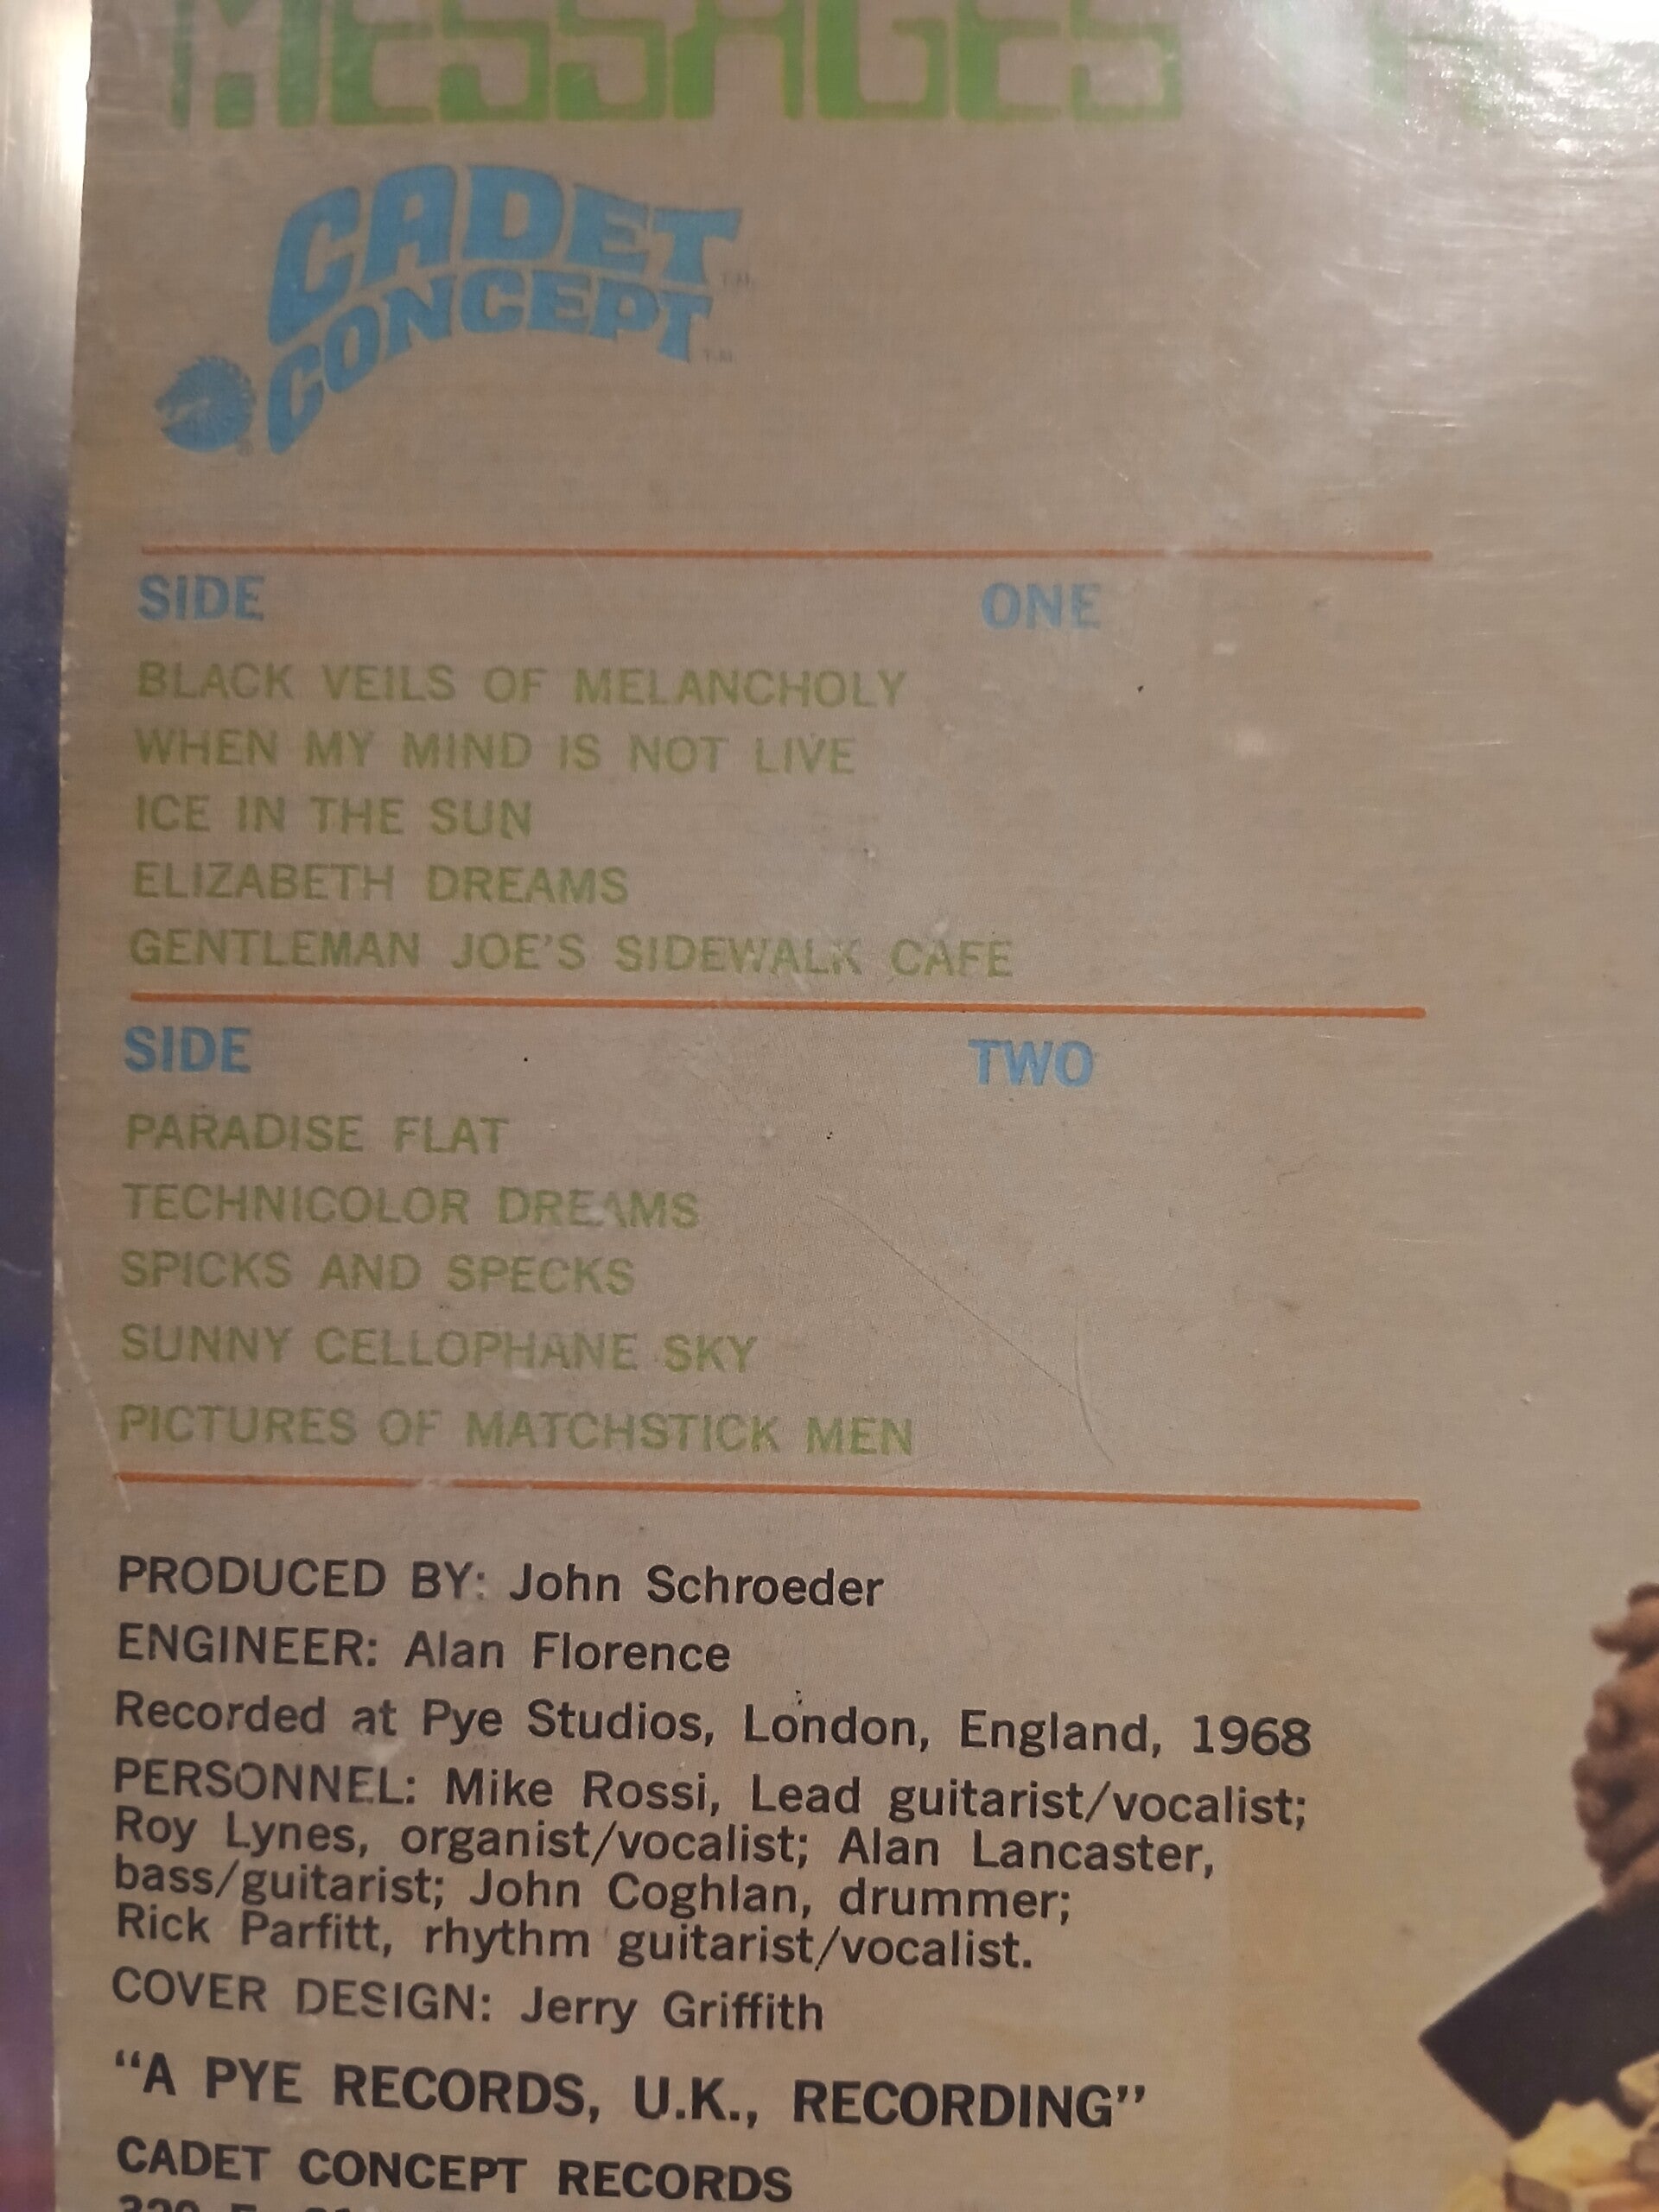 MESSAGES
CADET
CONCEPT
T.M.
T.M.
SIDE ONE
BLACK VEILS OF MELANCHOLY
WHEN MY MIND IS NOT LIVE
ICE IN THE SUN
ELIZABETH DREAMS
GENTLEMAN JOE'S SIDEWALK CAFE
SIDE TWO
PARADISE FLAT
TECHNICOLOR DREAMS
SPICKS AND SPECKS
SUNNY CELLOPHANE SKY
PICTURES OF MATCHSTICK MEN
PRODUCED BY: John Schroeder
ENGINEER: Alan Florence
Recorded at Pye Studios, London, England, 1968
PERSONNEL: Mike Rossi, Lead guitarist/vocalist;
Roy Lynes, organist/vocalist; Alan Lancaster,
bass/guitarist; John Coghlan, drummer;
Rick Parfitt, rhythm guitarist/vocalist.
COVER DESIGN: Jerry Griffith
“A PYE RECORDS, U.K., RECORDING”
CADET CONCEPT RECORDS